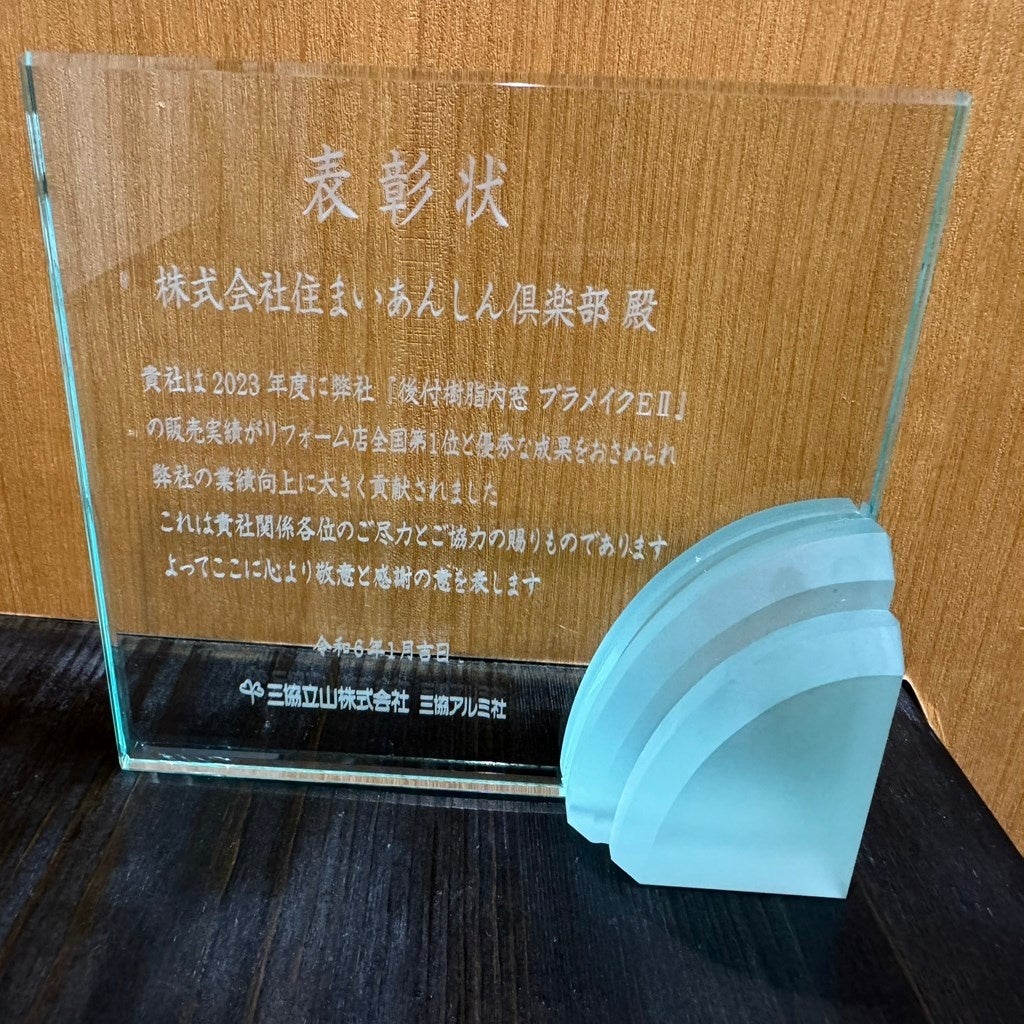 表彰状
株式会社住まいあんしん倶楽部 殿
貴社は2023年度に弊社『後付樹脂内窓 プラメイクEⅡ』
の販売実績がリフォーム店全国第1位と優秀な成果をおさめられ
弊社の業績向上に大きく貢献されました
これは貴社関係各位のご尽力とご協力の賜りものであります
よってここに心より敬意と感謝の意を表します
令和6年1月吉日
三協立山株式会社 三協アルミ社